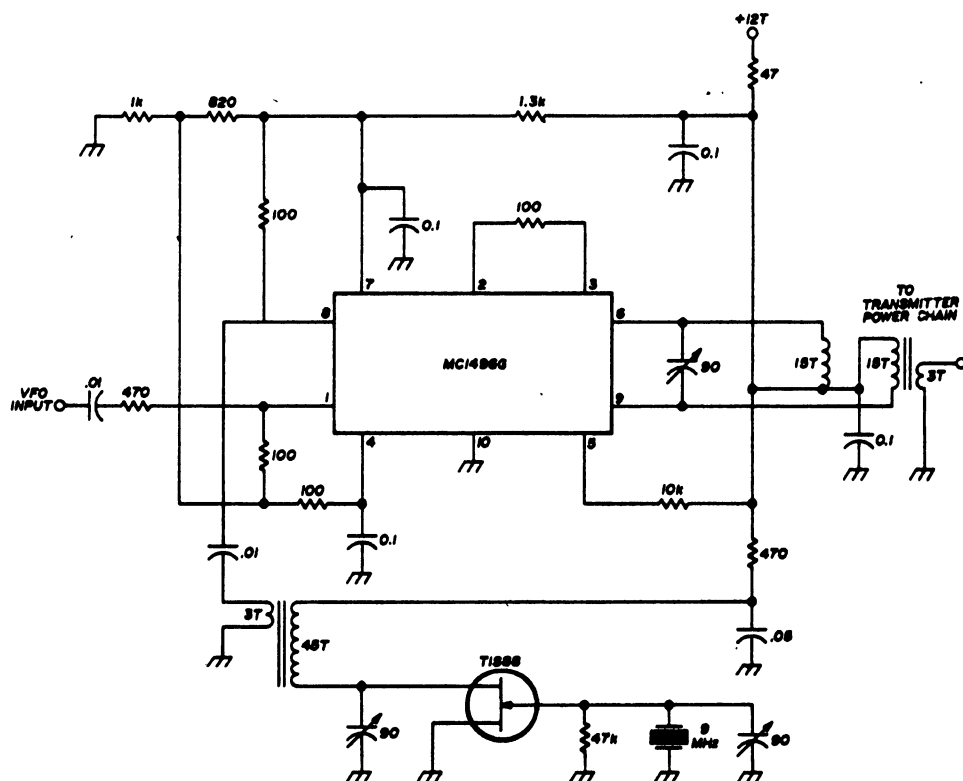 +12T
47
1k
820
1.3k
0.1
100
0.1
100
7
2
3
8
6
MC1496G
90
15T
15T
TO
TRANSMITTER
POWER CHAIN
3T
VFO
INPUT
.01
470
1
9
4
10
5
0.1
100
100
10k
0.1
470
.01
3T
45T
.05
TIS88
90
47k
9
MHz
90